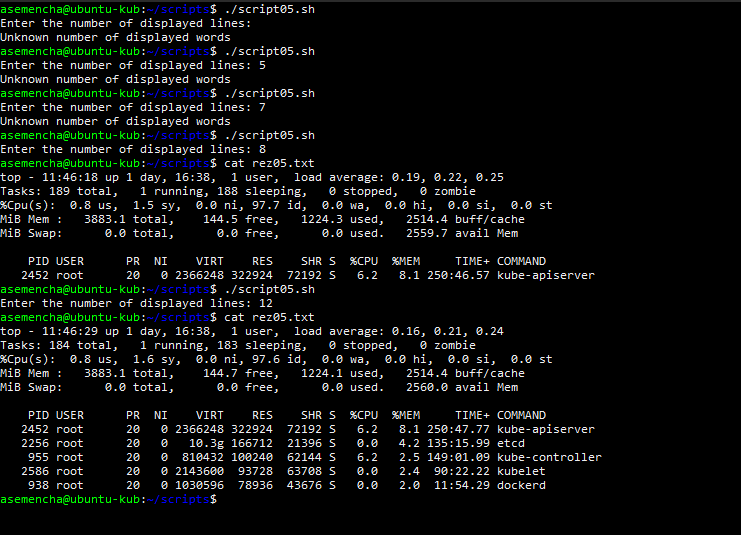 asemencha@ubuntu-kub:~/scripts$ ./script05.sh
Enter the number of displayed lines:
Unknown number of displayed words
asemencha@ubuntu-kub:~/scripts$ ./script05.sh
Enter the number of displayed lines: 5
Unknown number of displayed words
asemencha@ubuntu-kub:~/scripts$ ./script05.sh
Enter the number of displayed lines: 7
Unknown number of displayed words
asemencha@ubuntu-kub:~/scripts$ ./script05.sh
Enter the number of displayed lines: 8
asemencha@ubuntu-kub:~/scripts$ cat rez05.txt
top - 11:46:18 up 1 day, 16:38,  1 user,  load average: 0.19, 0.22, 0.25
Tasks: 189 total,   1 running, 188 sleeping,   0 stopped,   0 zombie
%Cpu(s):  0.8 us,  1.5 sy,  0.0 ni, 97.7 id,  0.0 wa,  0.0 hi,  0.0 si,  0.0 st
MiB Mem :   3883.1 total,    144.5 free,   1224.3 used,   2514.4 buff/cache
MiB Swap:      0.0 total,      0.0 free,      0.0 used.   2559.7 avail Mem

    PID USER      PR  NI    VIRT    RES    SHR S  %CPU  %MEM     TIME+ COMMAND
   2452 root      20   0 2366248 322924  72192 S   6.2   8.1 250:46.57 kube-apiserver
asemencha@ubuntu-kub:~/scripts$ ./script05.sh
Enter the number of displayed lines: 12
asemencha@ubuntu-kub:~/scripts$ cat rez05.txt
top - 11:46:29 up 1 day, 16:38,  1 user,  load average: 0.16, 0.21, 0.24
Tasks: 184 total,   1 running, 183 sleeping,   0 stopped,   0 zombie
%Cpu(s):  0.8 us,  1.6 sy,  0.0 ni, 97.6 id,  0.0 wa,  0.0 hi,  0.0 si,  0.0 st
MiB Mem :   3883.1 total,    144.7 free,   1224.1 used,   2514.4 buff/cache
MiB Swap:      0.0 total,      0.0 free,      0.0 used.   2560.0 avail Mem

    PID USER      PR  NI    VIRT    RES    SHR S  %CPU  %MEM     TIME+ COMMAND
   2452 root      20   0 2366248 322924  72192 S   6.2   8.1 250:47.77 kube-apiserver
   2256 root      20   0   10.3g 166712  21396 S   0.0   4.2 135:15.99 etcd
    955 root      20   0  810432 100240  62144 S   6.2   2.5 149:01.09 kube-controller
   2586 root      20   0 2143600  93728  63708 S   0.0   2.4  90:22.22 kubelet
    938 root      20   0 1030596  78936  43676 S   0.0   2.0  11:54.29 dockerd
asemencha@ubuntu-kub:~/scripts$